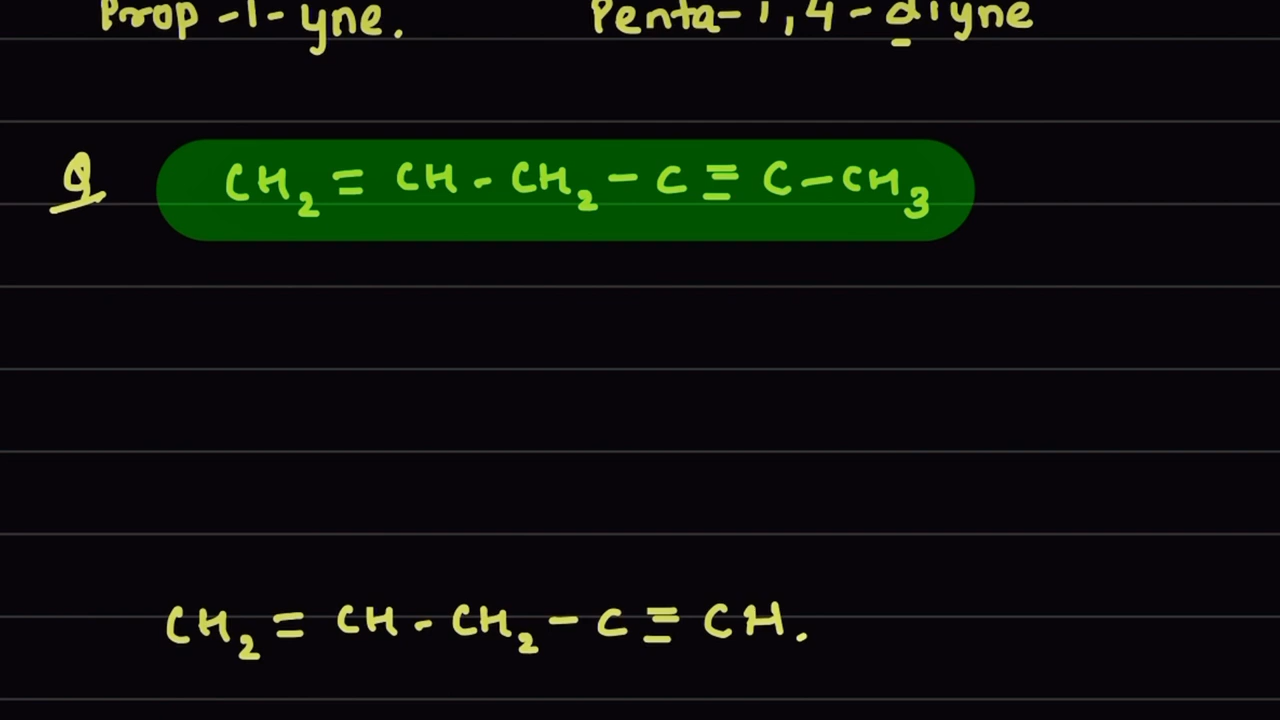 Prop-1-yne. Penta-1,4-diyne
Q CH₂ = CH - CH₂ - C ≡ C - CH₃
CH₂ = CH - CH₂ - C ≡ CH.